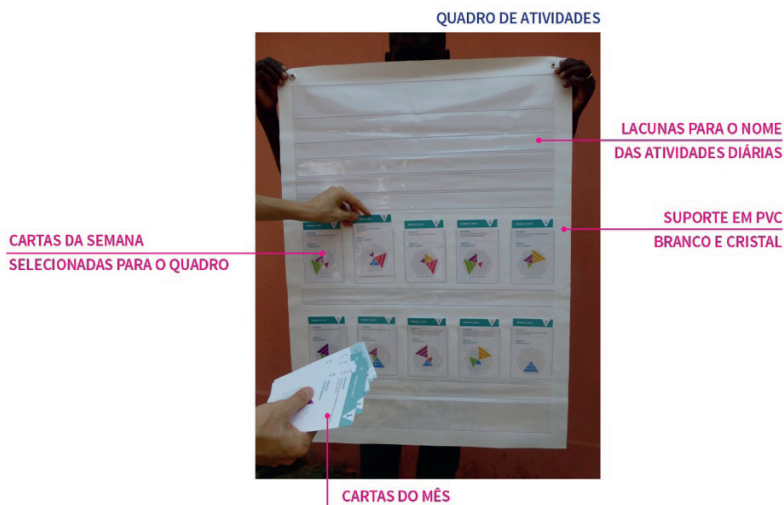 QUADRO DE ATIVIDADES
LACUNAS PARA O NOME
DAS ATIVIDADES DIÁRIAS
SUPORTE EM PVC
BRANCO E CRISTAL
CARTAS DA SEMANA
SELECIONADAS PARA O QUADRO
CARTAS DO MÊS